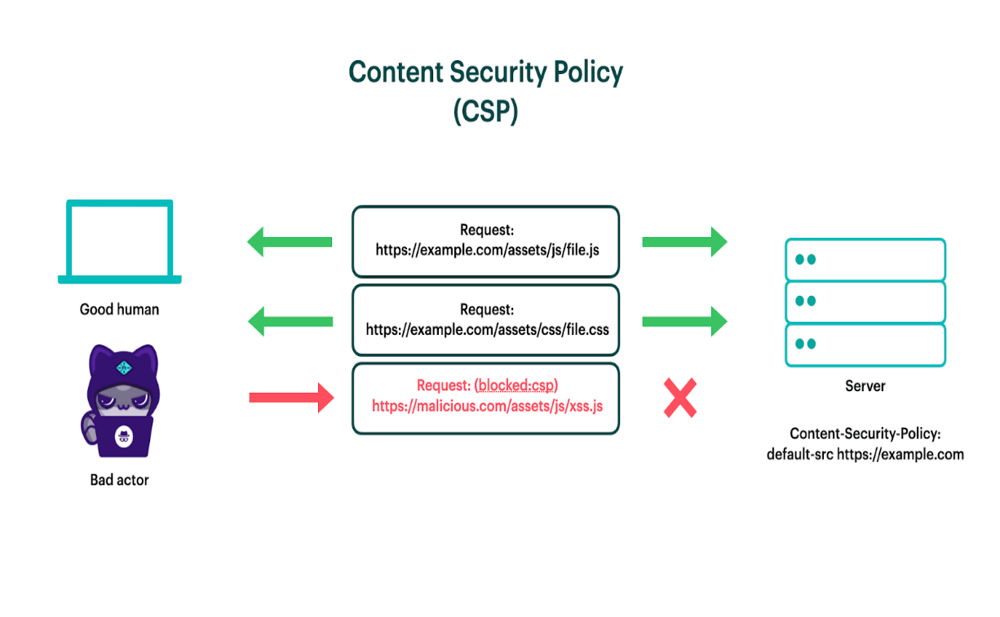 Content Security Policy
(CSP)
Request:
https://example.com/assets/js/file.js
Good human
Request:
https://example.com/assets/css/file.css
Request: (blocked:csp)
https://malicious.com/assets/js/xss.js
Bad actor
Server
Content-Security-Policy:
default-src https://example.com